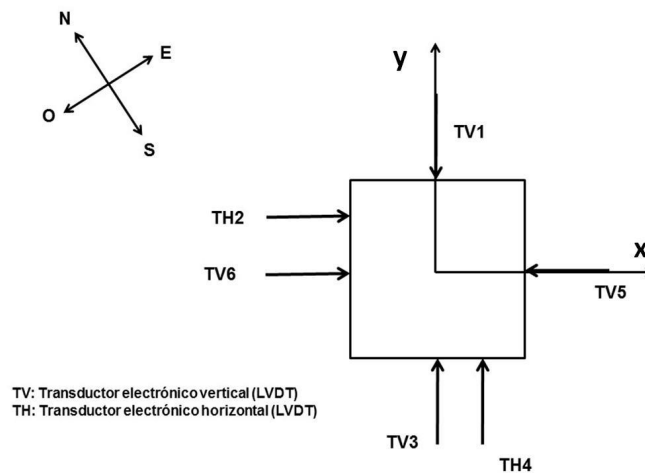 N
E
O
S
y
TV1
TH2
x
TV6
TV5
TV: Transductor electrónico vertical (LVDT)
TH: Transductor electrónico horizontal (LVDT)
TV3
TH4